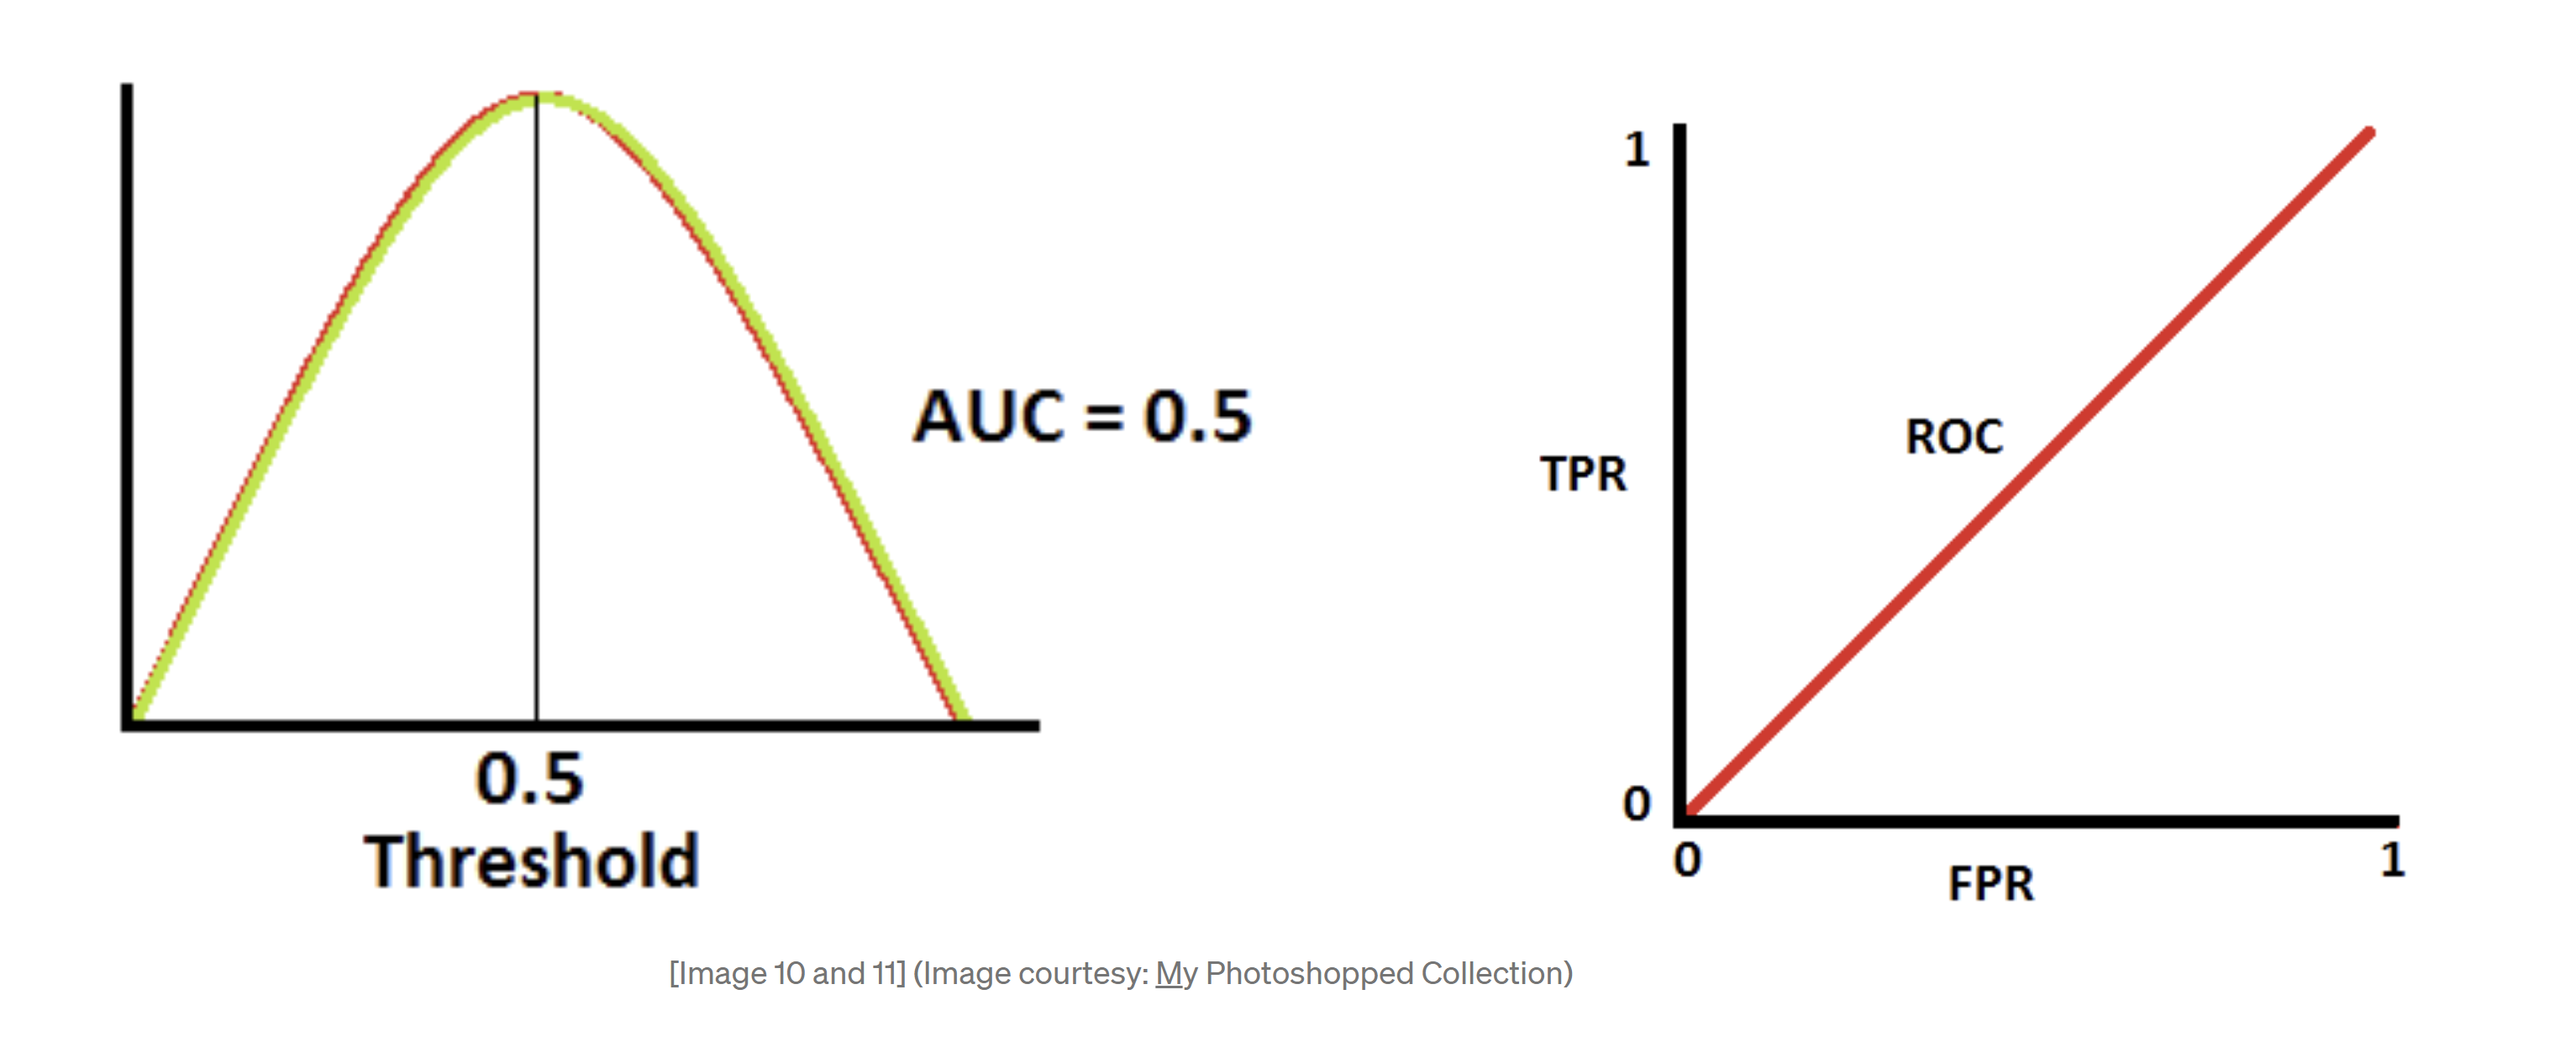 AUC = 0.5
0.5
Threshold
1
TPR
ROC
0
0
1
FPR
[Image 10 and 11] (Image courtesy: My Photoshopped Collection)